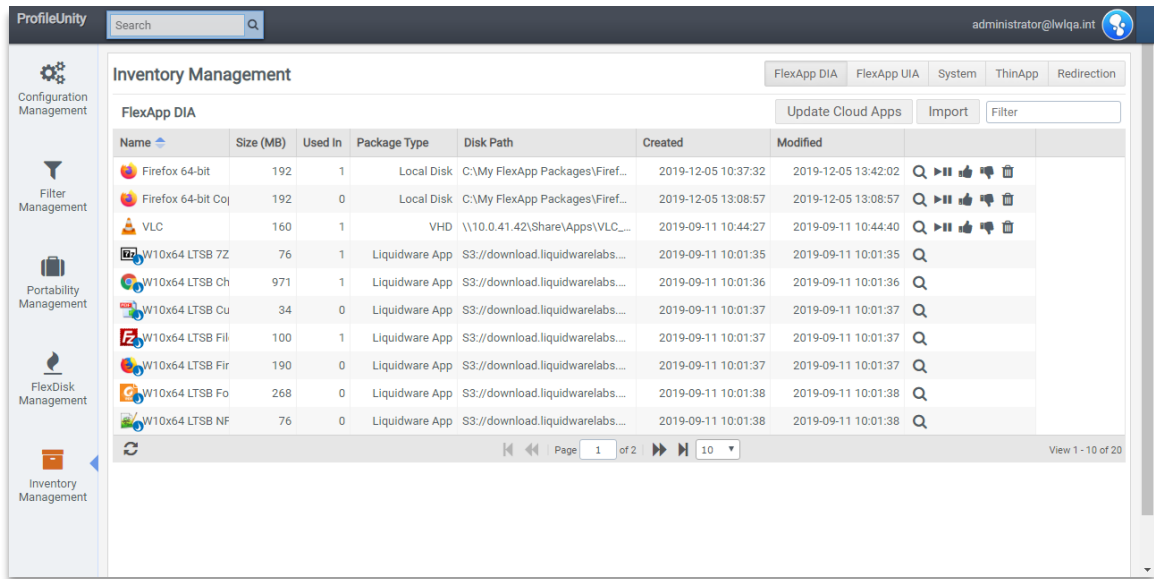 ProfileUnity Search administrator@lwlqa.int
Configuration
Management
Filter
Management
Portability
Management
FlexDisk
Management
Inventory
Management
Inventory Management FlexApp DIA FlexApp UIA System ThinApp Redirection
FlexApp DIA Update Cloud Apps Import Filter
Name Size (MB) Used In Package Type Disk Path Created Modified
Firefox 64-bit 192 1 Local Disk C:\My FlexApp Packages\Firef... 2019-12-05 10:37:32 2019-12-05 13:42:02
Firefox 64-bit Co 192 0 Local Disk C:\My FlexApp Packages\Firef... 2019-12-05 13:08:57 2019-12-05 13:08:57
VLC 160 1 VHD \\10.0.41.42\Share\Apps\VLC_... 2019-09-11 10:44:27 2019-09-11 10:44:40
W10x64 LTSB 7Z 76 1 Liquidware App S3://download.liquidwarelabs.... 2019-09-11 10:01:35 2019-09-11 10:01:35
W10x64 LTSB Ch 971 1 Liquidware App S3://download.liquidwarelabs.... 2019-09-11 10:01:36 2019-09-11 10:01:36
W10x64 LTSB Cu 34 0 Liquidware App S3://download.liquidwarelabs.... 2019-09-11 10:01:37 2019-09-11 10:01:37
W10x64 LTSB Fil 100 1 Liquidware App S3://download.liquidwarelabs.... 2019-09-11 10:01:37 2019-09-11 10:01:37
W10x64 LTSB Fir 190 0 Liquidware App S3://download.liquidwarelabs.... 2019-09-11 10:01:37 2019-09-11 10:01:37
W10x64 LTSB Fo 268 0 Liquidware App S3://download.liquidwarelabs.... 2019-09-11 10:01:38 2019-09-11 10:01:38
W10x64 LTSB NF 76 0 Liquidware App S3://download.liquidwarelabs.... 2019-09-11 10:01:38 2019-09-11 10:01:38
Page 1 of 2 10 View 1 - 10 of 20